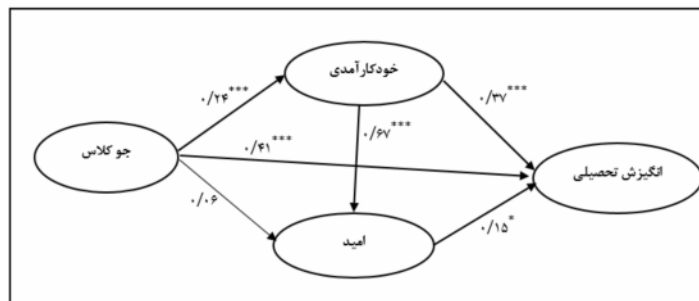 خودکارآمدی
۰/۲۴***
۰/۳۷***
۰/۶۷***
جو کلاس
۰/۴۱***
انگیزش تحصیلی
۰/۰۶
امید
۰/۱۵*